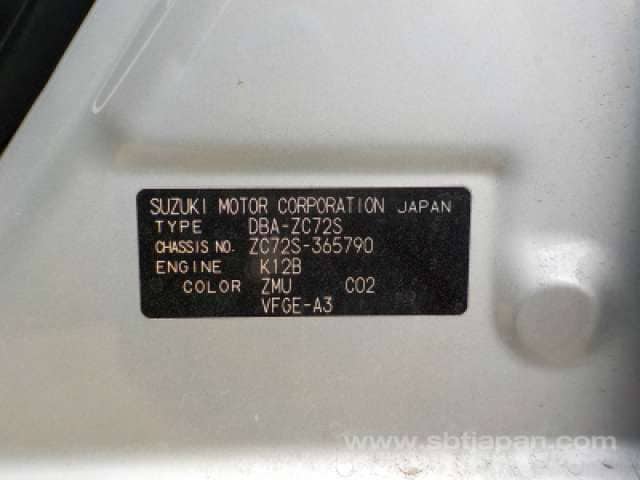 SUZUKI MOTOR CORPORATION JAPAN
TYPE DBA-ZC72S
CHASSIS NO. ZC72S-365790
ENGINE K12B
COLOR ZMU C02
VFGE-A3
www.sbtjapan.com